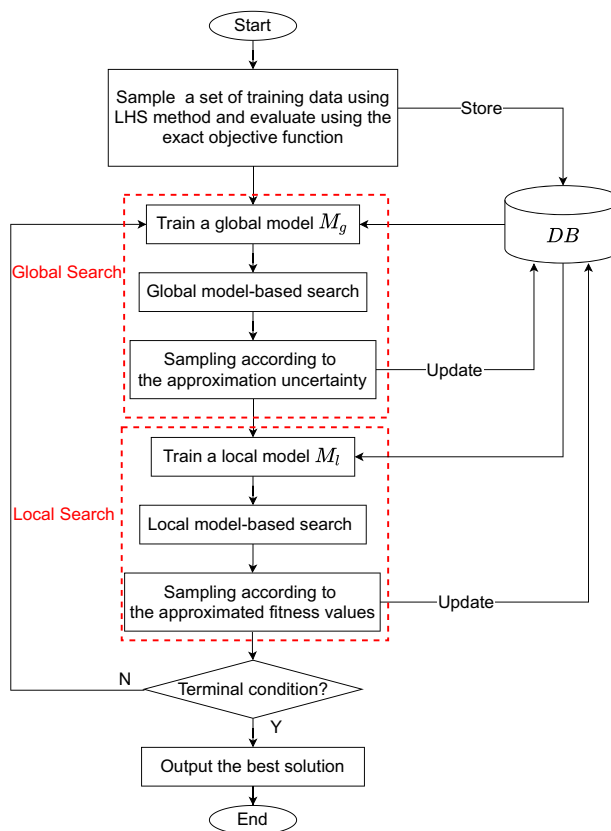 Start
Sample a set of training data using
LHS method and evaluate using the
exact objective function
Store
DB
Train a global model M_g
Global Search
Global model-based search
Sampling according to
the approximation uncertainty
Update
Train a local model M_l
Local Search
Local model-based search
Sampling according to
the approximated fitness values
Update
N
Terminal condition?
Y
Output the best solution
End